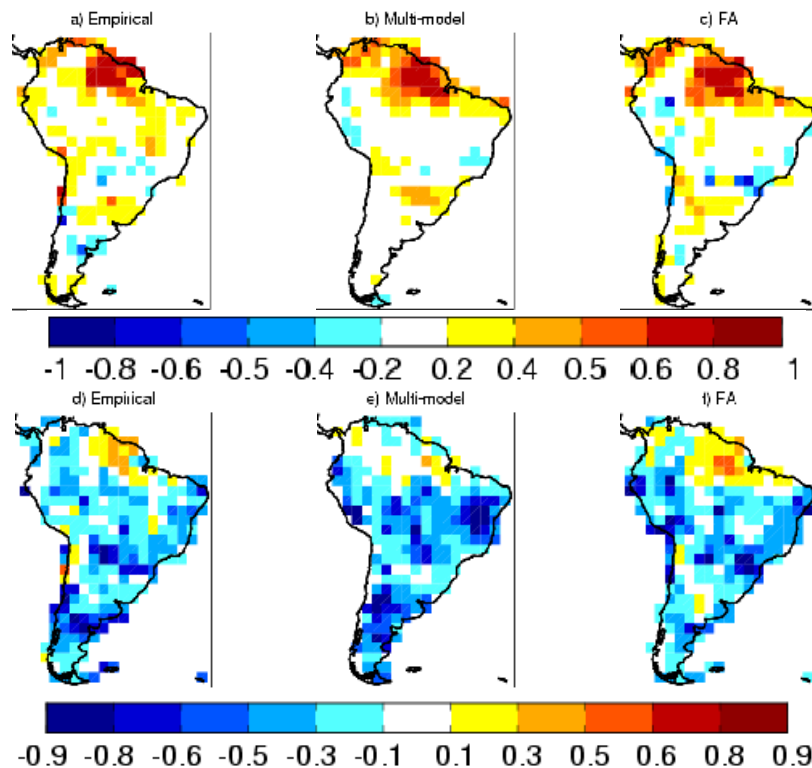 a) Empirical b) Multi-model c) FA
-1 -0.8 -0.6 -0.5 -0.4 -0.2 0.2 0.4 0.5 0.6 0.8 1
d) Empirical e) Multi-model f) FA
-0.9 -0.8 -0.6 -0.5 -0.3 -0.1 0.1 0.3 0.5 0.6 0.8 0.9